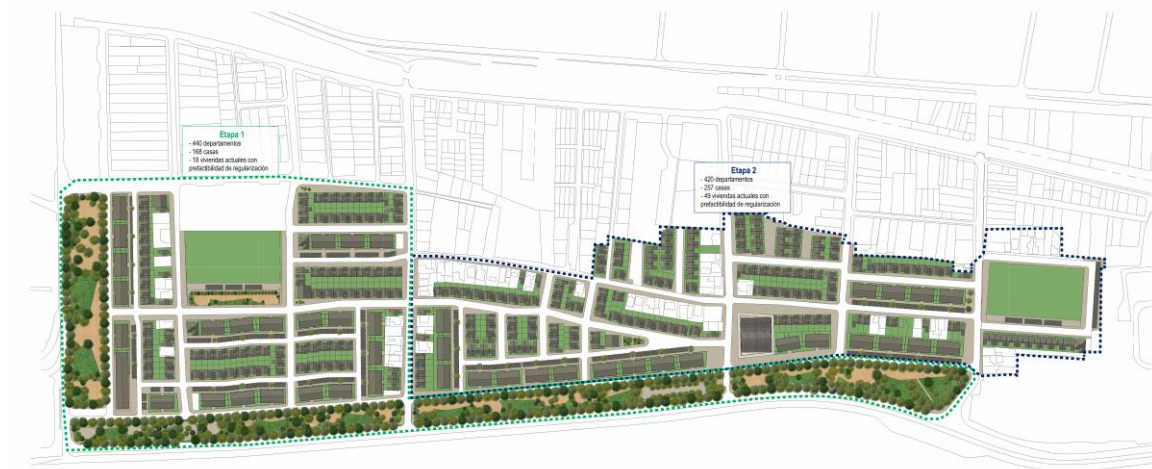 Etapa 1
- 440 departamentos
- 168 casas
- 18 viviendas actuales con
prefactibilidad de regularización
Etapa 2
- 420 departamentos
- 257 casas
- 49 viviendas actuales con
prefactibilidad de regularización